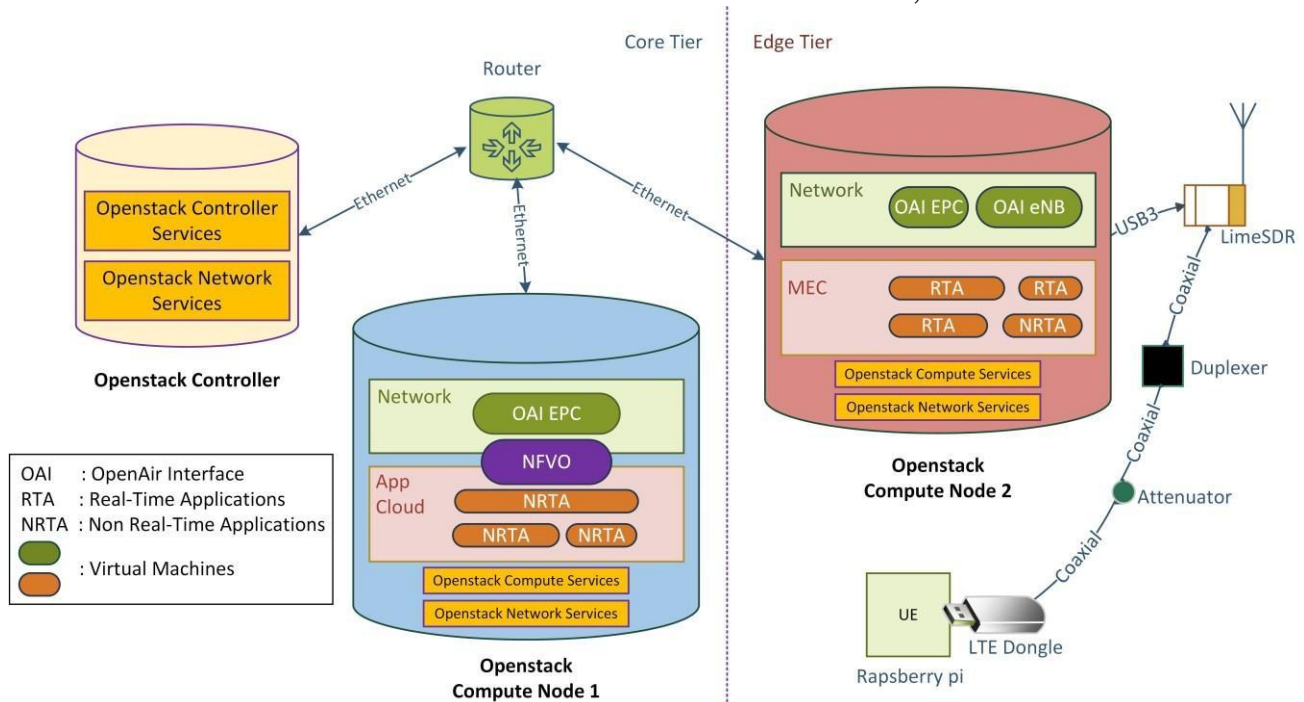 Core Tier
Edge Tier
Router
Ethernet
Ethernet
Ethernet
Openstack Controller
Services
Openstack Network
Services
Openstack Controller
Network
OAI EPC
NFVO
App
Cloud
NRTA
NRTA
NRTA
Openstack Compute Services
Openstack Network Services
Openstack
Compute Node 1
OAI : OpenAir Interface
RTA : Real-Time Applications
NRTA : Non Real-Time Applications
: Virtual Machines
Network
OAI EPC
OAI eNB
MEC
RTA
RTA
RTA
NRTA
Openstack Compute Services
Openstack Network Services
Openstack
Compute Node 2
USB3
LimeSDR
Coaxial
Duplexer
Coaxial
Attenuator
Coaxial
UE
LTE Dongle
Rapsberry pi